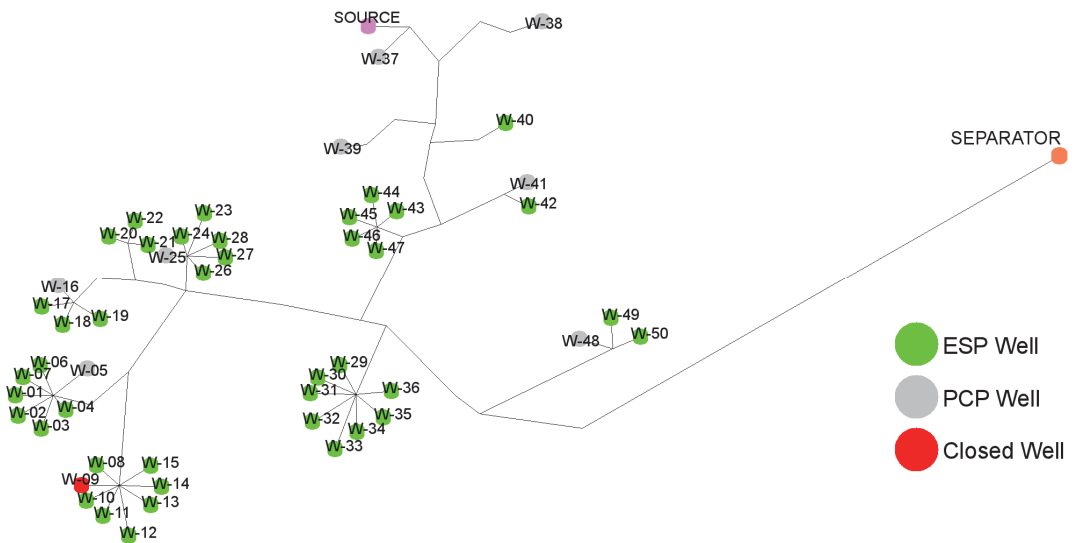 SOURCE
W-38
W-37
W-40
W-39
SEPARATOR
W-41
W-42
W-44
W-43
W-45
W-46
W-47
W-22
W-23
W-20
W-21
W-24
W-28
W-25
W-27
W-26
W-16
W-17
W-18
W-19
W-49
W-48
W-50
ESP Well
PCP Well
Closed Well
W-06
W-05
W-07
W-01
W-02
W-04
W-03
W-29
W-30
W-31
W-36
W-32
W-35
W-34
W-33
W-08
W-15
W-09
W-14
W-10
W-13
W-11
W-12